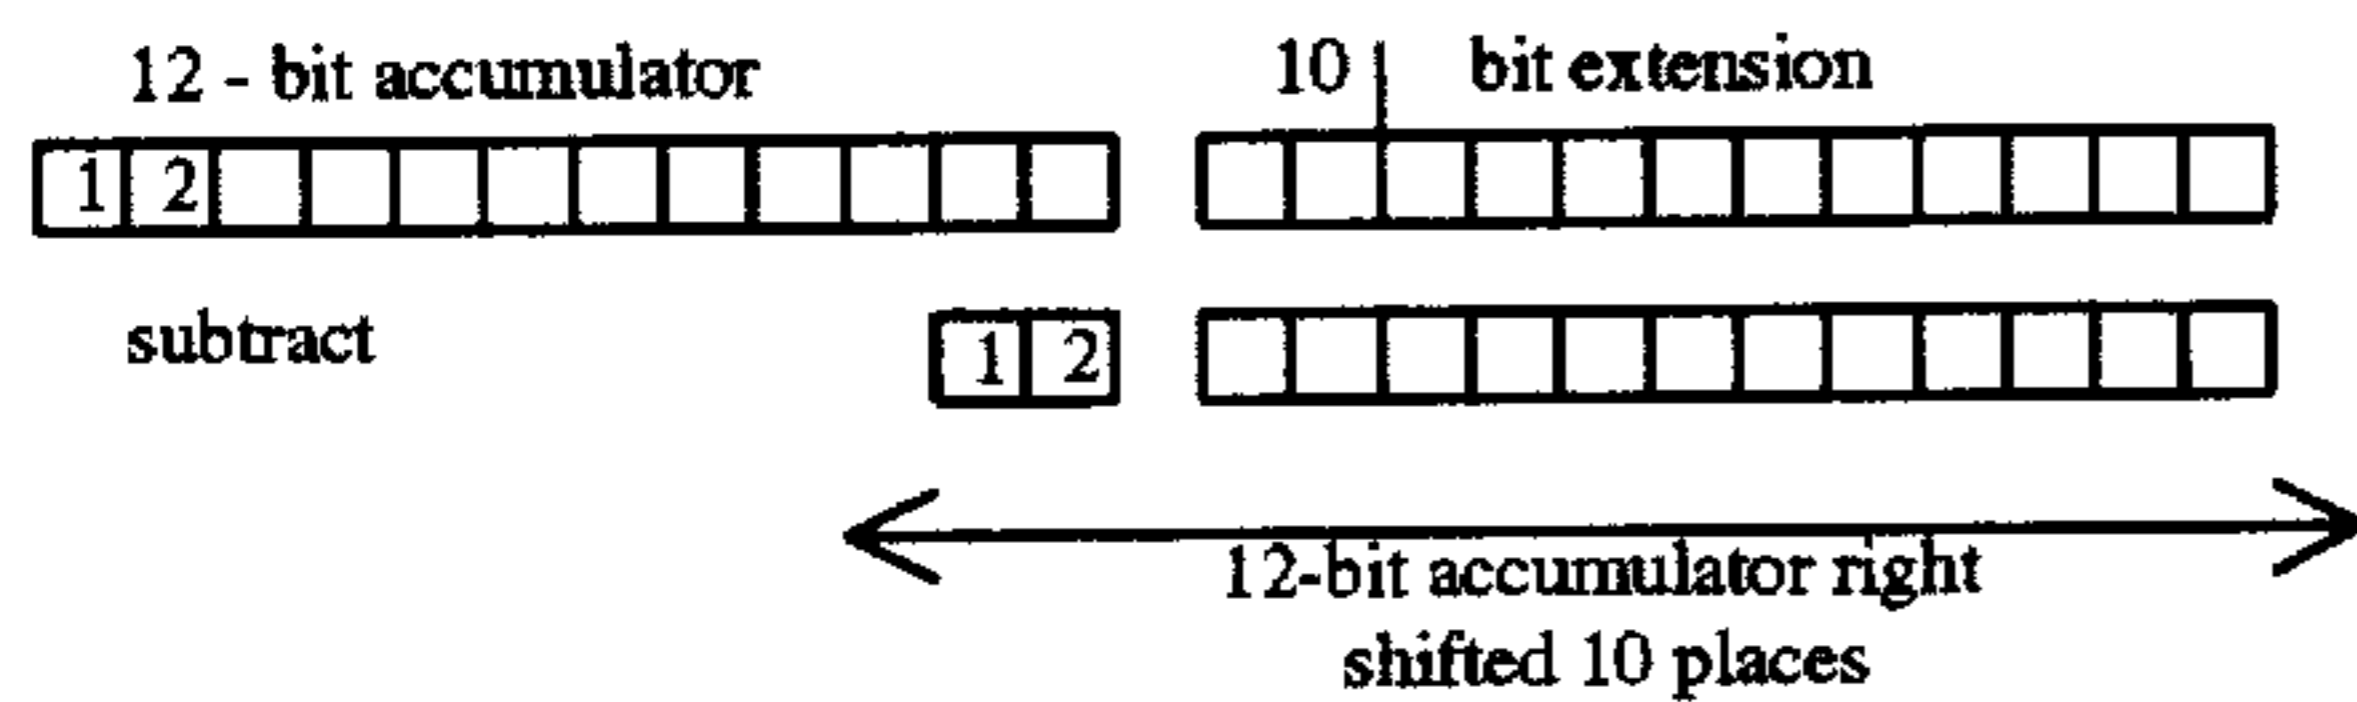 12 - bit accumulator 10 bit extension
1 2
subtract 1 2
12-bit accumulator right
shifted 10 places